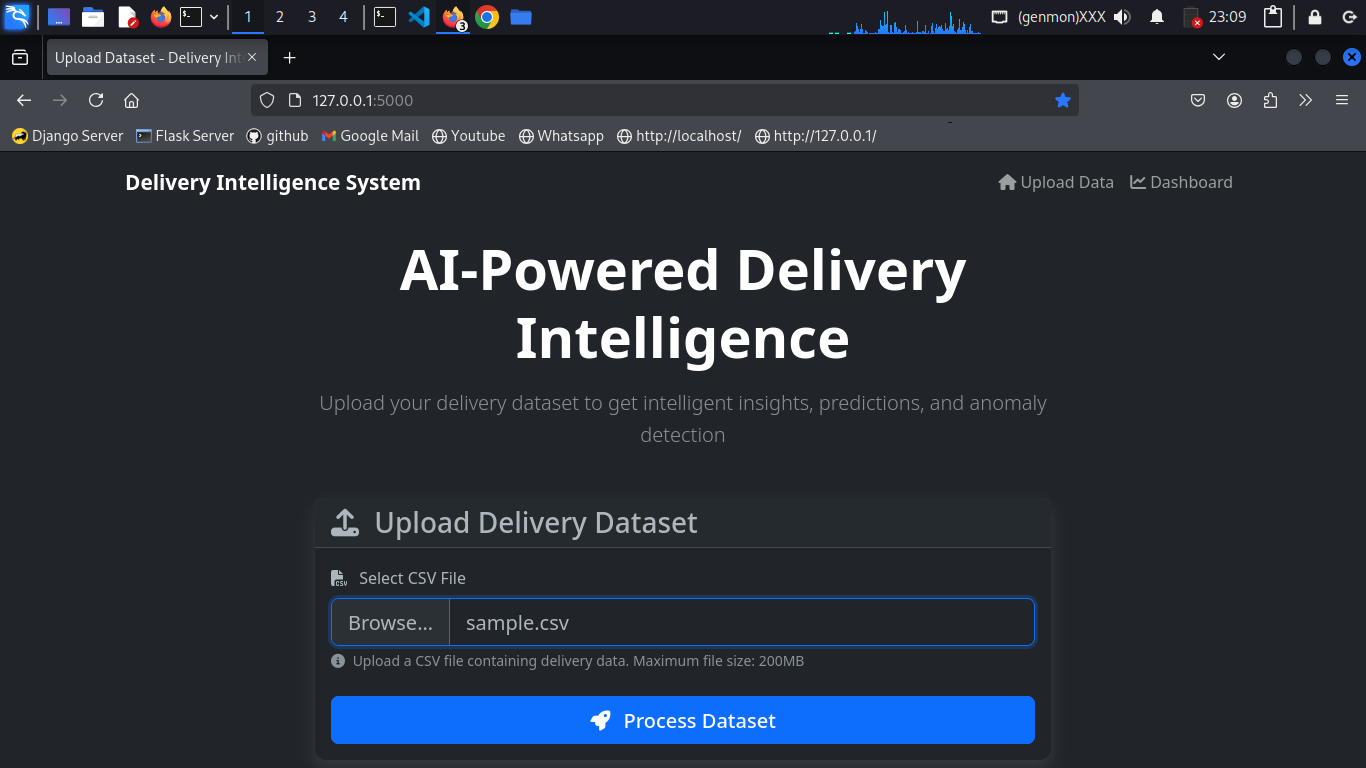 1 2 3 4 3 (genmon)XXX 23:09
Upload Dataset - Delivery Int
127.0.0.1:5000
Django Server Flask Server github Google Mail Youtube Whatsapp http://localhost/ http://127.0.0.1/
Delivery Intelligence System Upload Data Dashboard
AI-Powered Delivery
Intelligence
Upload your delivery dataset to get intelligent insights, predictions, and anomaly
detection
Upload Delivery Dataset
CSV Select CSV File
Browse... sample.csv
Upload a CSV file containing delivery data. Maximum file size: 200MB
Process Dataset